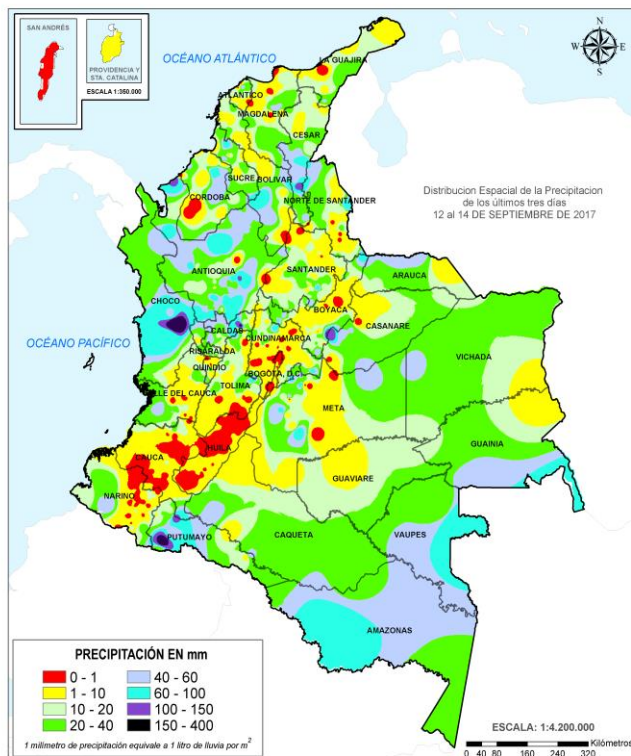 SAN ANDRÉS
PROVIDENCIA Y
STA. CATALINA
ESCALA 1:350.000
OCÉANO ATLÁNTICO
N
W
E
S
LA GUAJIRA
ATLANTICO
MAGDALENA
CESAR
SUCRE
BOLIVAR
CORDOBA
NORTE DE SANTANDER
Distribucion Espacial de la Precipitacion
de los últimos tres días
12 al 14 DE SEPTIEMBRE DE 2017
ANTIOQUIA
SANTANDER
ARAUCA
CHOCO
BOYACA
CASANARE
OCÉANO PACÍFICO
CALDAS
CUNDINAMARCA
VICHADA
RISARALDA
QUINDIO
BOGOTA, D.C.
TOLIMA
VALLE DEL CAUCA
META
GUAINIA
CAUCA
HUILA
GUAVIARE
NARIÑO
PUTUMAYO
CAQUETA
VAUPES
AMAZONAS
PRECIPITACIÓN EN mm
0 - 1
40 - 60
1 - 10
60 - 100
10 - 20
100 - 150
20 - 40
150 - 400
1 milimetro de precipitación equivale a 1 litro de lluvia por m²
ESCALA: 1:4.200.000
Kilómetros
0 40 80 160 240 320